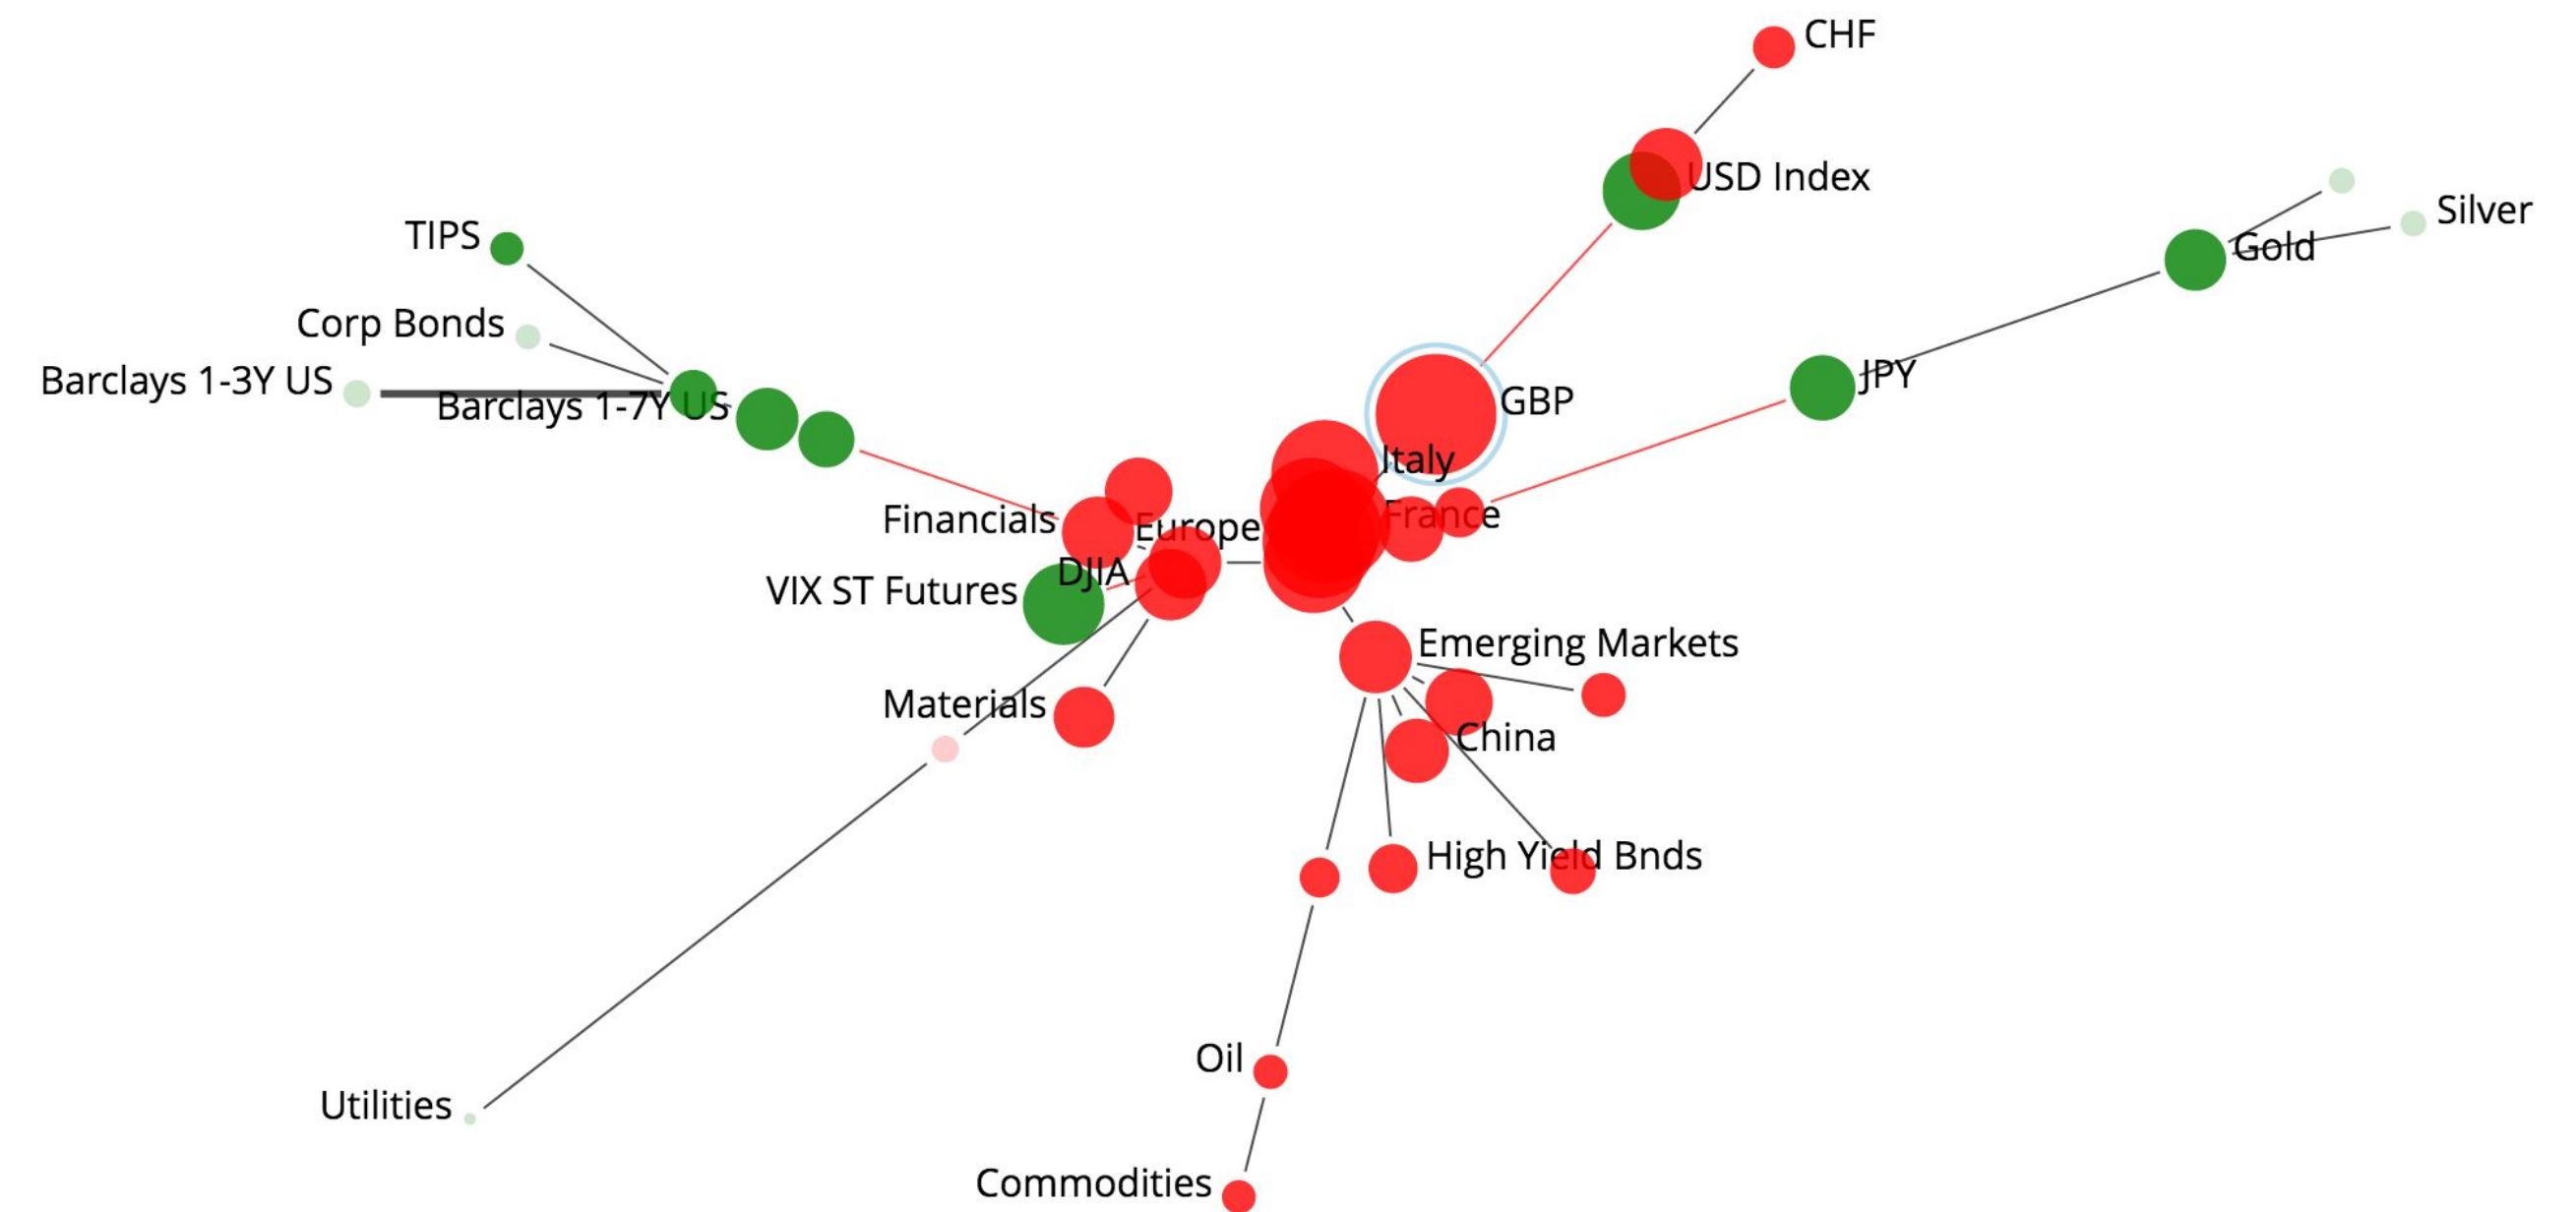 CHF
USD Index
Silver
TIPS
Gold
Corp Bonds
Barclays 1-3Y US
JPY
GBP
Barclays 1-7Y US
Italy
France
Financials
Europe
DJIA
VIX ST Futures
Emerging Markets
Materials
China
High Yield Bnds
Oil
Utilities
Commodities